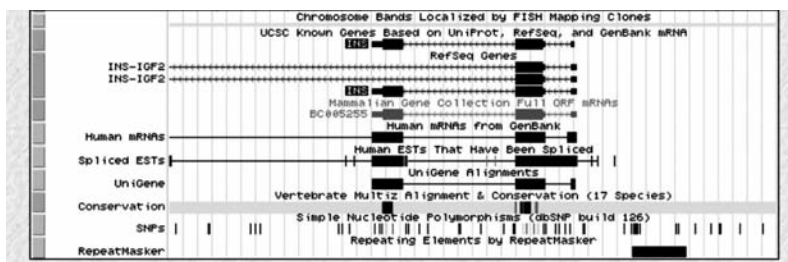 Chromosome Bands Localized by FISH Mapping Clones
UCSC Known Genes Based on UniProt, RefSeq, and GenBank mRNA
INS
RefSeq Genes
INS-IGF2
INS-IGF2
INS
Mammalian Gene Collection Full ORF mRNAs
BC005255
Human mRNAs from GenBank
Human mRNAs
Human ESTs That Have Been Spliced
Spliced ESTs
UniGene Alignments
UniGene
Vertebrate Multiz Alignment & Conservation (17 Species)
Conservation
Simple Nucleotide Polymorphisms (dbSNP build 126)
SNPs
Repeating Elements by RepeatMasker
RepeatMasker